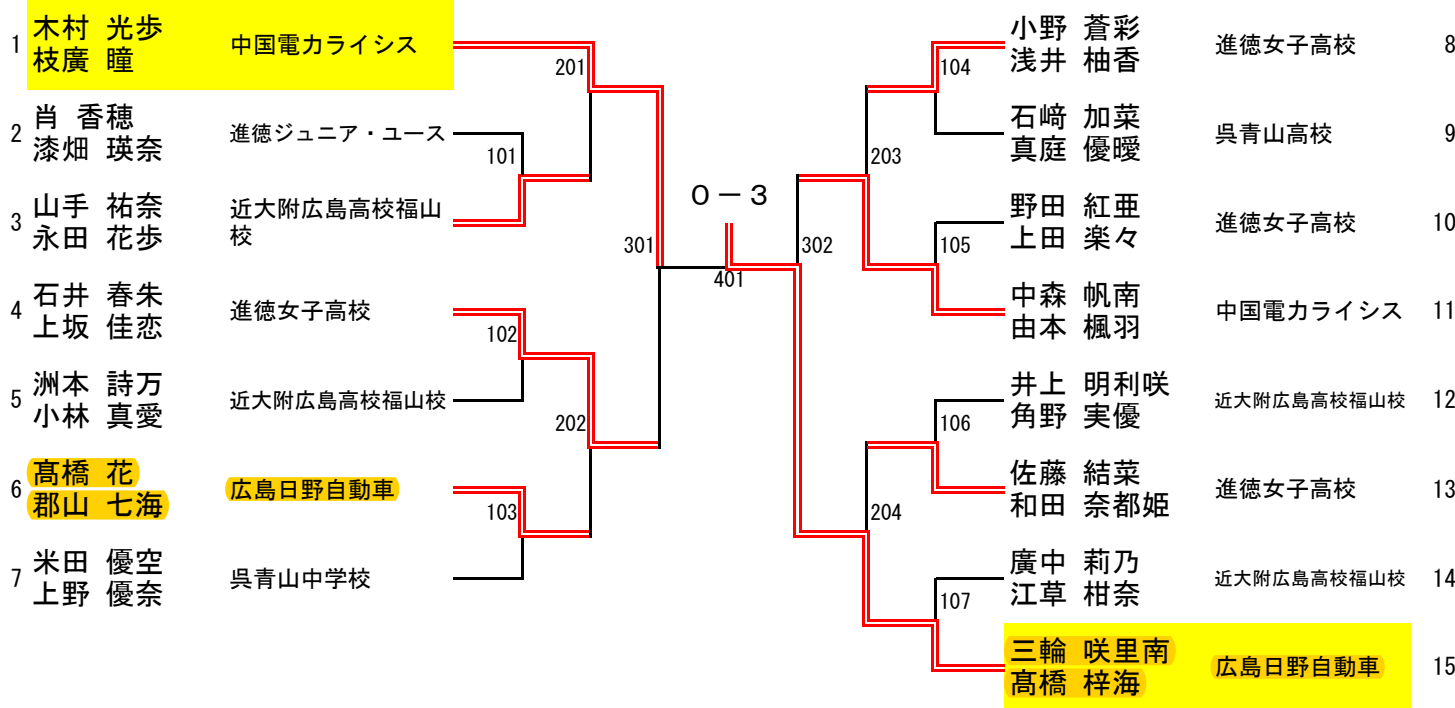 1 木村 光歩
枝廣 瞳
中国電力ライシス
2 肖 香穂
漆畑 瑛奈
進徳ジュニア・ユース
3 山手 祐奈
永田 花歩
近大附広島高校福山
校
4 石井 春朱
上坂 佳恋
進徳女子高校
5 洲本 詩万
小林 真愛
近大附広島高校福山校
6 髙橋 花
郡山 七海
広島日野自動車
7 米田 優空
上野 優奈
呉青山中学校
201
101
301
102
202
103
0-3
401
302
104
203
105
106
204
107
小野 蒼彩
浅井 柚香
進徳女子高校 8
石﨑 加菜
真庭 優曖
呉青山高校 9
野田 紅亜
上田 楽々
進徳女子高校 10
中森 帆南
由本 楓羽
中国電力ライシス 11
井上 明利咲
角野 実優
近大附広島高校福山校 12
佐藤 結菜
和田 奈都姫
進徳女子高校 13
廣中 莉乃
江草 柑奈
近大附広島高校福山校 14
三輪 咲里南
髙橋 梓海
広島日野自動車 15